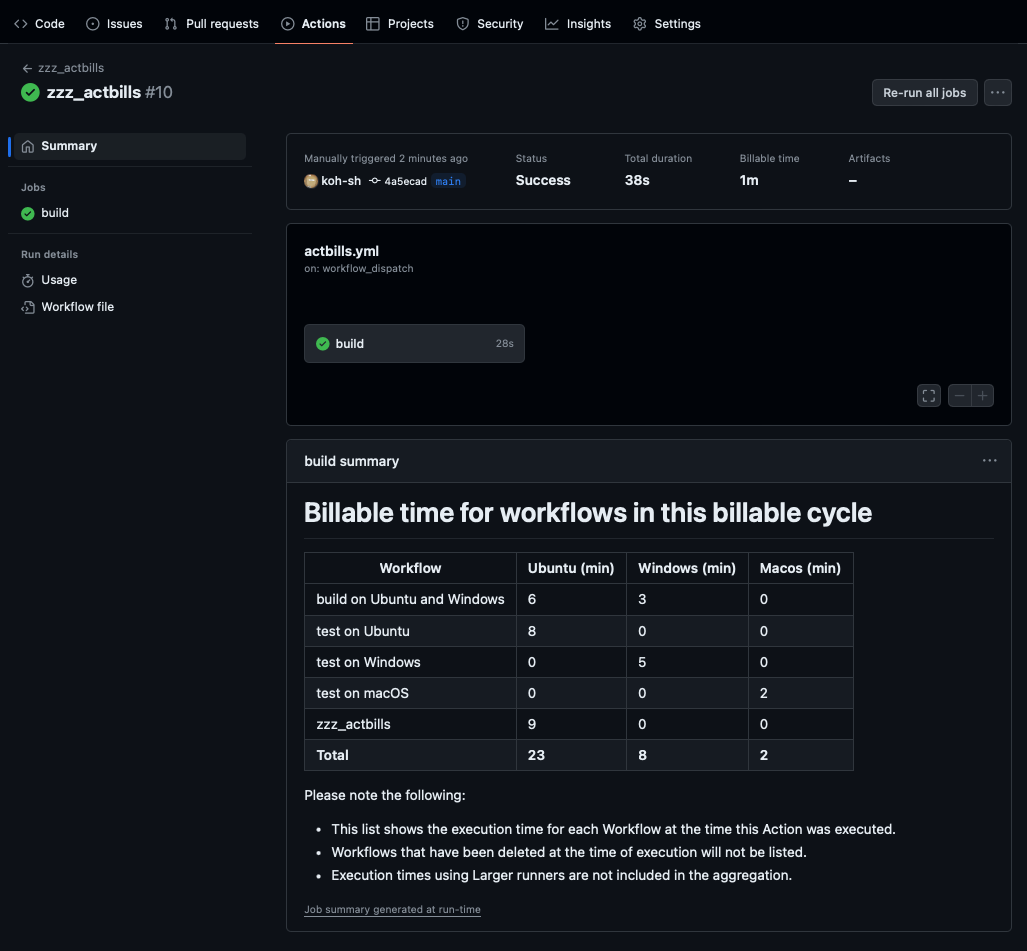 Code Issues Pull requests Actions Projects Security Insights Settings
← zzz_actbills
zzz_actbills #10
Re-run all jobs ···
Summary
Jobs
build
Run details
Usage
Workflow file
Manually triggered 2 minutes ago Status Total duration Billable time Artifacts
koh-sh 4a5ecad main Success 38s 1m –
actbills.yml
on: workflow_dispatch
build 28s
build summary ···
Billable time for workflows in this billable cycle
Workflow Ubuntu (min) Windows (min) Macos (min)
build on Ubuntu and Windows 6 3 0
test on Ubuntu 8 0 0
test on Windows 0 5 0
test on macOS 0 0 2
zzz_actbills 9 0 0
Total 23 8 2
Please note the following:
• This list shows the execution time for each Workflow at the time this Action was executed.
• Workflows that have been deleted at the time of execution will not be listed.
• Execution times using Larger runners are not included in the aggregation.
Job summary generated at run-time